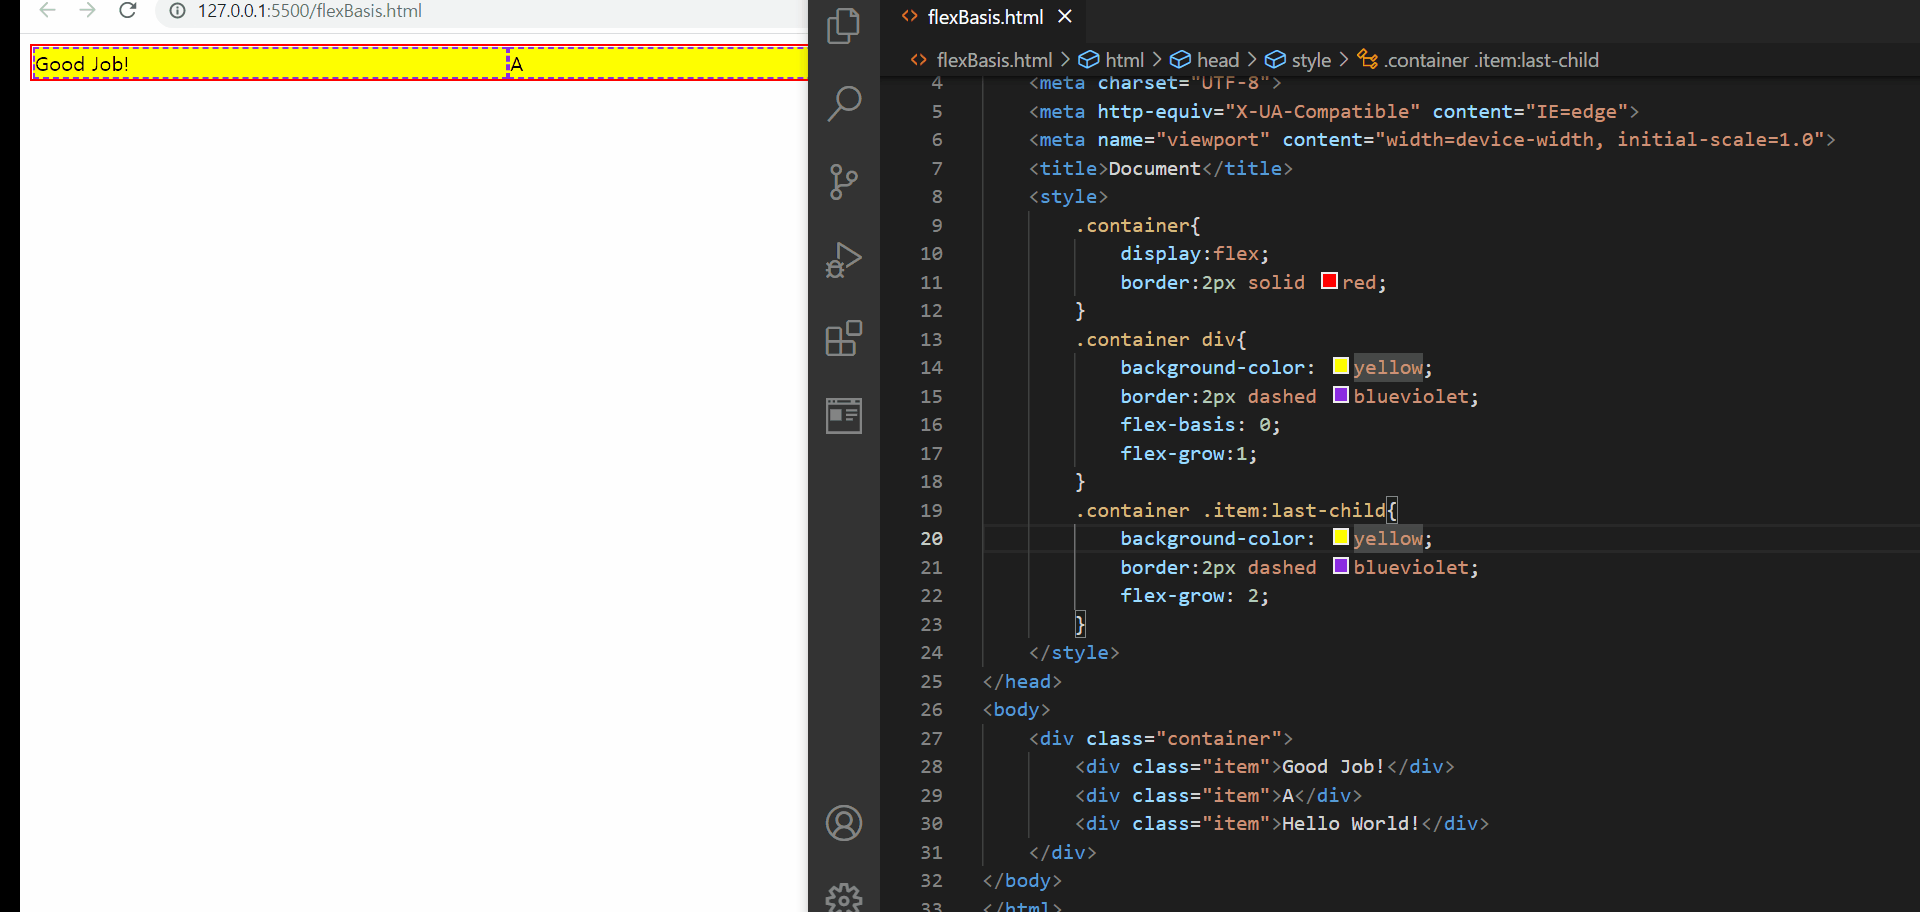 127.0.0.1:5500/flexBasis.html
Good Job!
A
flexBasis.html
flexBasis.html > html > head > style > .container .item:last-child
4 <meta charset="UTF-8">
5 <meta http-equiv="X-UA-Compatible" content="IE=edge">
6 <meta name="viewport" content="width=device-width, initial-scale=1.0">
7 <title>Document</title>
8 <style>
9 .container{
10 display:flex;
11 border:2px solid red;
12 }
13 .container div{
14 background-color: yellow;
15 border:2px dashed blueviolet;
16 flex-basis: 0;
17 flex-grow:1;
18 }
19 .container .item:last-child{
20 background-color: yellow;
21 border:2px dashed blueviolet;
22 flex-grow: 2;
23 }
24 </style>
25 </head>
26 <body>
27 <div class="container">
28 <div class="item">Good Job!</div>
29 <div class="item">A</div>
30 <div class="item">Hello World!</div>
31 </div>
32 </body>
33 </html>